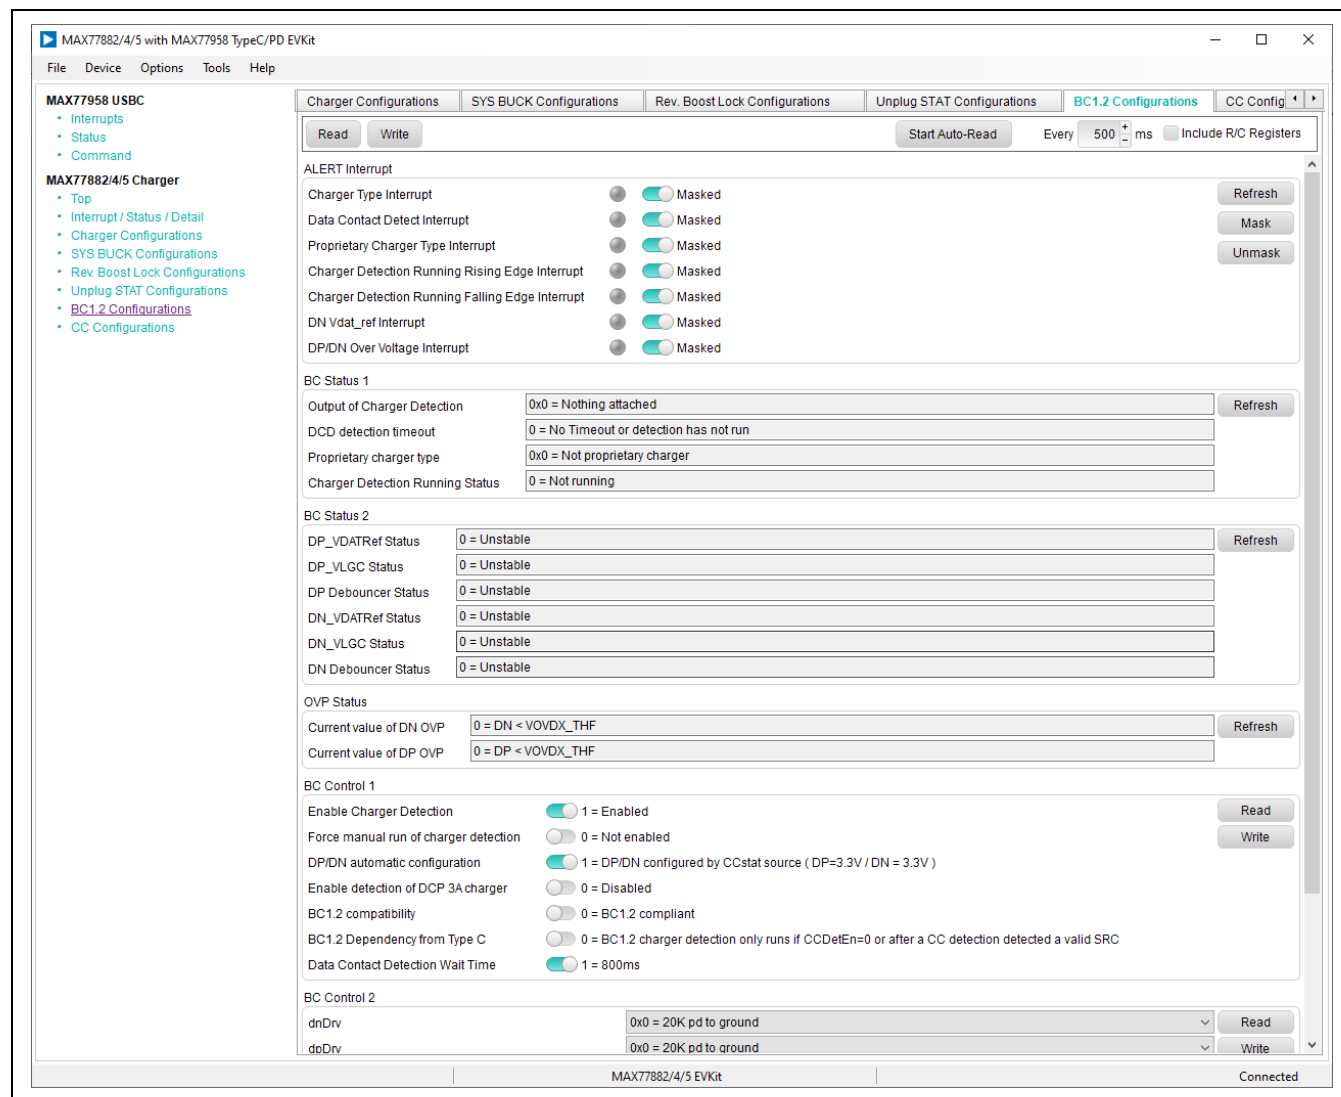 MAX77882/4/5 with MAX77958 TypeC/PD EVKit
File Device Options Tools Help
MAX77958 USBC
• Interrupts
• Status
• Command
MAX77882/4/5 Charger
• Top
• Interrupt / Status / Detail
• Charger Configurations
• SYS BUCK Configurations
• Rev. Boost Lock Configurations
• Unplug STAT Configurations
• BC1.2 Configurations
• CC Configurations
Charger Configurations SYS BUCK Configurations Rev. Boost Lock Configurations Unplug STAT Configurations BC1.2 Configurations CC Config
Read Write Start Auto-Read Every 500 ms Include R/C Registers
ALERT Interrupt
Charger Type Interrupt Masked Refresh
Data Contact Detect Interrupt Masked Mask
Proprietary Charger Type Interrupt Masked Unmask
Charger Detection Running Rising Edge Interrupt Masked
Charger Detection Running Falling Edge Interrupt Masked
DN Vdat_ref Interrupt Masked
DP/DN Over Voltage Interrupt Masked
BC Status 1
Output of Charger Detection 0x0 = Nothing attached Refresh
DCD detection timeout 0 = No Timeout or detection has not run
Proprietary charger type 0x0 = Not proprietary charger
Charger Detection Running Status 0 = Not running
BC Status 2
DP_VDATRef Status 0 = Unstable Refresh
DP_VLGC Status 0 = Unstable
DP Debouncer Status 0 = Unstable
DN_VDATRef Status 0 = Unstable
DN_VLGC Status 0 = Unstable
DN Debouncer Status 0 = Unstable
OVP Status
Current value of DN OVP 0 = DN < VOVDX_THF Refresh
Current value of DP OVP 0 = DP < VOVDX_THF
BC Control 1
Enable Charger Detection 1 = Enabled Read
Force manual run of charger detection 0 = Not enabled Write
DP/DN automatic configuration 1 = DP/DN configured by CCstat source ( DP=3.3V / DN = 3.3V )
Enable detection of DCP 3A charger 0 = Disabled
BC1.2 compatibility 0 = BC1.2 compliant
BC1.2 Dependency from Type C 0 = BC1.2 charger detection only runs if CCDetEn=0 or after a CC detection detected a valid SRC
Data Contact Detection Wait Time 1 = 800ms
BC Control 2
dnDrv 0x0 = 20K pd to ground Read
dpDrv 0x0 = 20K pd to ground Write
MAX77882/4/5 EVKit Connected